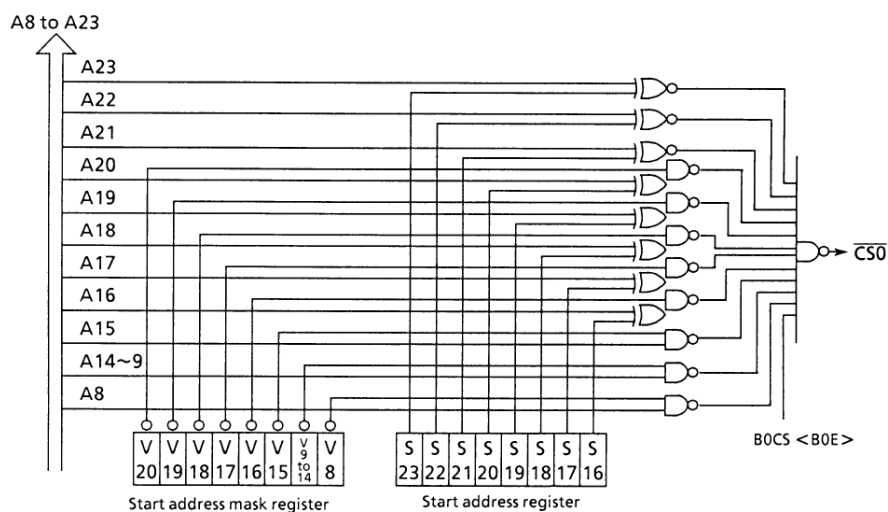 A8 to A23
A23
A22
A21
A20
A19
A18
A17
A16
A15
A14~9
A8
CS0
B0CS <B0E>
V 20
V 19
V 18
V 17
V 16
V 15
V 9 to 14
V 8
S 23
S 22
S 21
S 20
S 19
S 18
S 17
S 16
Start address mask register
Start address register